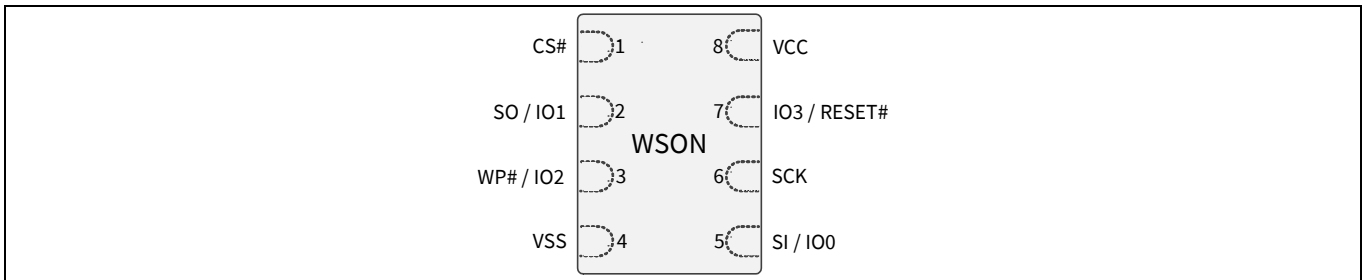 CS# 1 8 VCC
SO / IO1 2 7 IO3 / RESET#
WSON
WP# / IO2 3 6 SCK
VSS 4 5 SI / IO0